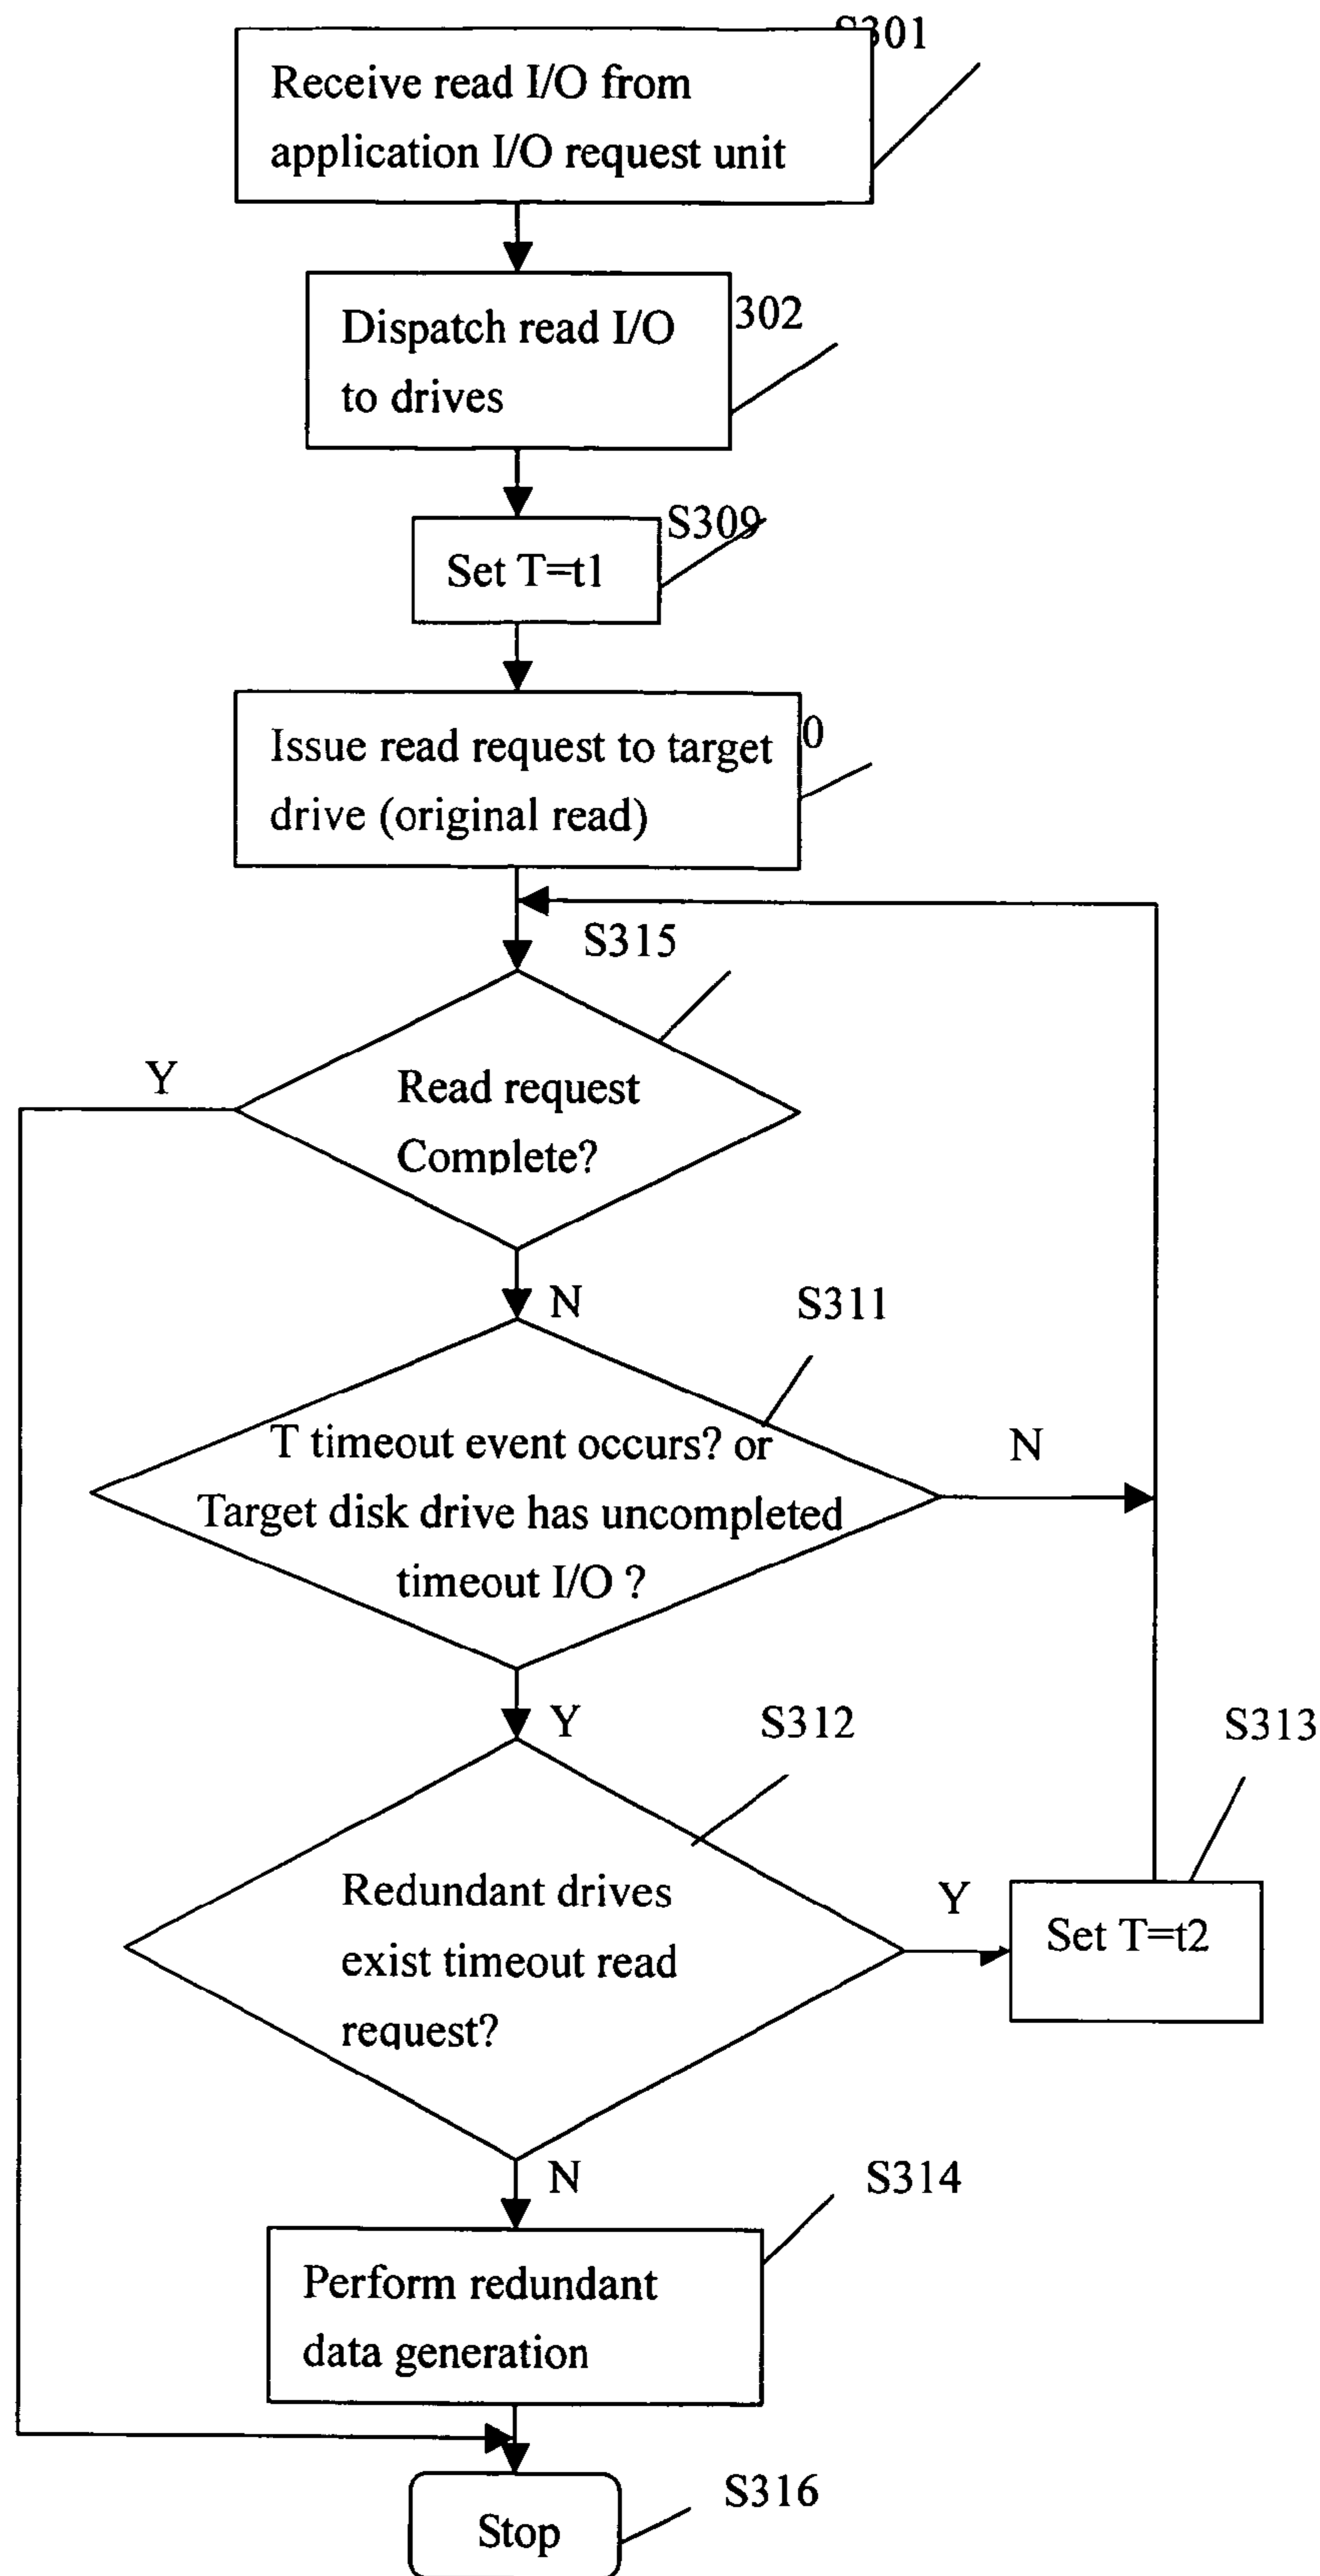 S301
Receive read I/O from
application I/O request unit
302
Dispatch read I/O
to drives
S309
Set T=t1
0
Issue read request to target
drive (original read)
S315
Y
Read request
Complete?
N
S311
T timeout event occurs? or
N
Target disk drive has uncompleted
timeout I/O ?
Y
S312
S313
Redundant drives
Y
exist timeout read
Set T=t2
request?
N
S314
Perform redundant
data generation
S316
Stop